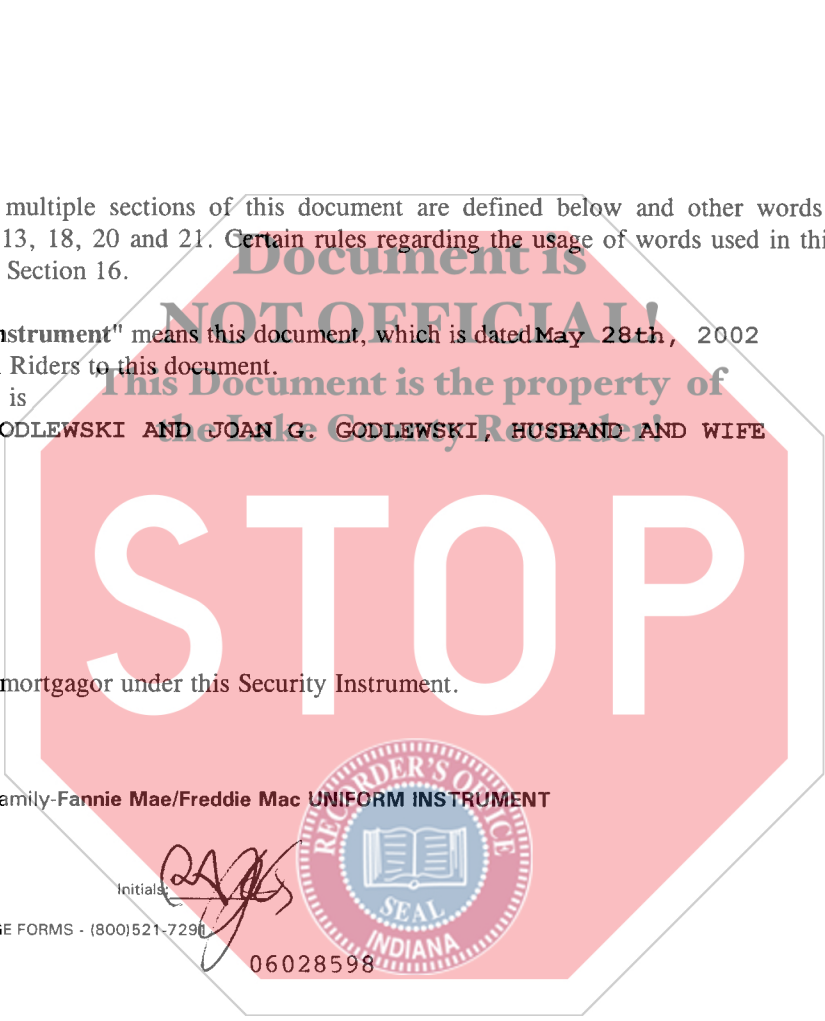 multiple sections of this document are defined below and other words
13, 18, 20 and 21. Certain rules regarding the usage of words used in thi
Section 16.
Document is
NOT OFFICIAL!
nstrument" means this document, which is dated May 28th, 2002
Riders to this document.
This Document is the property of
is
the Lake County Recorder!
ODLEWSKI AND JOAN G. GODLEWSKI, HUSBAND AND WIFE
STOP
mortgagor under this Security Instrument.
amily-Fannie Mae/Freddie Mac UNIFORM INSTRUMENT
RECORDER'S OFFICE
SEAL
INDIANA
Initials:
GE FORMS - (800)521-7291
06028598